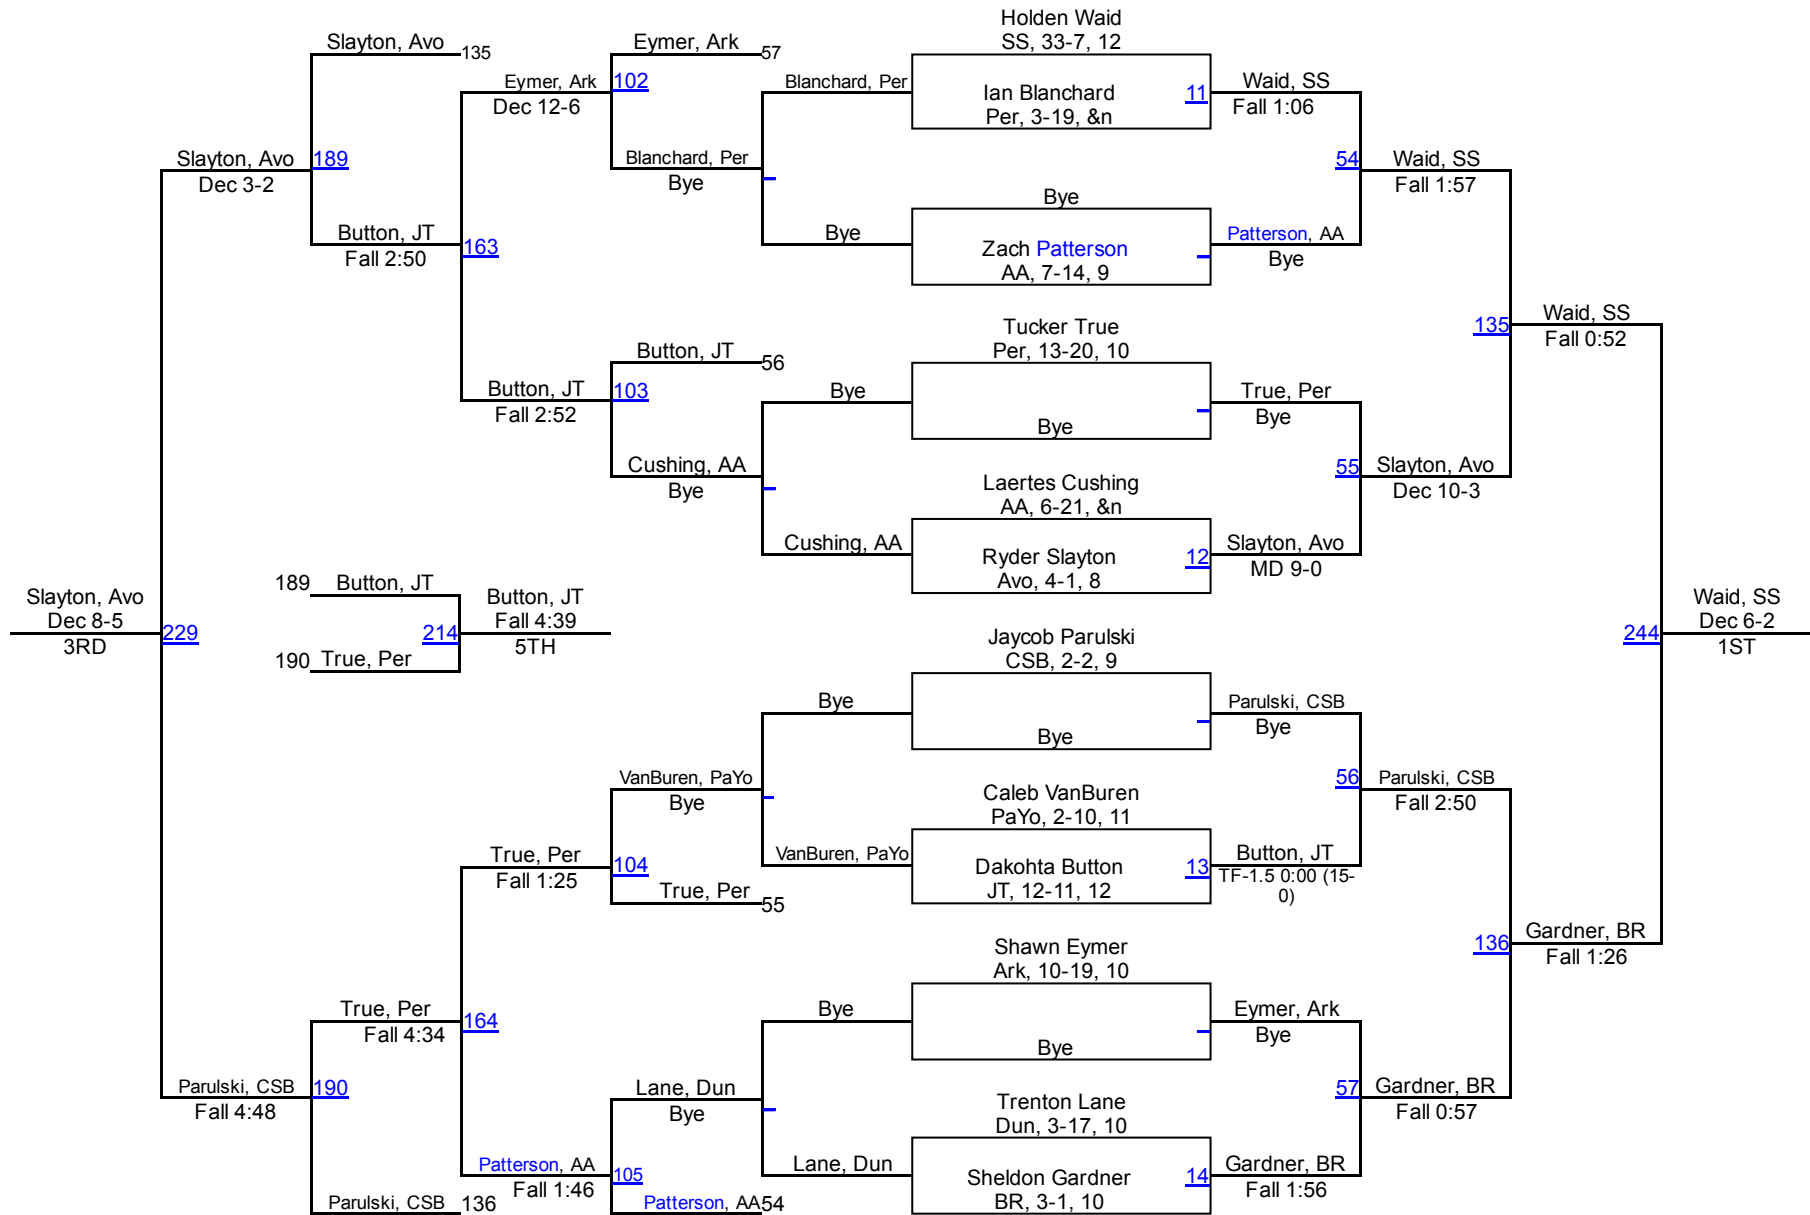 Holden Waid
SS, 33-7, 12
Slayton, Avo
135
Eymer, Ark
57
Eymer, Ark
102
Dec 12-6
Blanchard, Per
Ian Blanchard
Per, 3-19, &n
11
Waid, SS
Fall 1:06
Slayton, Avo
189
Dec 3-2
Blanchard, Per
Bye
54
Waid, SS
Fall 1:57
Button, JT
163
Fall 2:50
Bye
Bye
Zach Patterson
AA, 7-14, 9
Patterson, AA
Bye
Tucker True
Per, 13-20, 10
135
Waid, SS
Fall 0:52
Button, JT
56
Button, JT
103
Fall 2:52
Bye
Bye
True, Per
Bye
Cushing, AA
Bye
55
Slayton, Avo
Dec 10-3
Laertes Cushing
AA, 6-21, &n
Cushing, AA
Ryder Slayton
Avo, 4-1, 8
12
Slayton, Avo
MD 9-0
189
Button, JT
Slayton, Avo
Dec 8-5
3RD
229
214
Button, JT
Fall 4:39
5TH
190
True, Per
244
Waid, SS
Dec 6-2
1ST
Jaycob Parulski
CSB, 2-2, 9
Bye
Bye
Parulski, CSB
Bye
VanBuren, PaYo
Bye
56
Parulski, CSB
Fall 2:50
Caleb VanBuren
PaYo, 2-10, 11
True, Per
104
Fall 1:25
VanBuren, PaYo
Dakohta Button
JT, 12-11, 12
13
Button, JT
TF-1.5 0:00 (15-
0)
True, Per
55
136
Gardner, BR
Fall 1:26
Shawn Eymer
Ark, 10-19, 10
True, Per
164
Fall 4:34
Bye
Bye
Eymer, Ark
Bye
Parulski, CSB
190
Fall 4:48
Lane, Dun
Bye
57
Gardner, BR
Fall 0:57
Trenton Lane
Dun, 3-17, 10
Patterson, AA
105
Fall 1:46
Lane, Dun
Sheldon Gardner
BR, 3-1, 10
14
Gardner, BR
Fall 1:56
Parulski, CSB
136
Patterson, AA
54